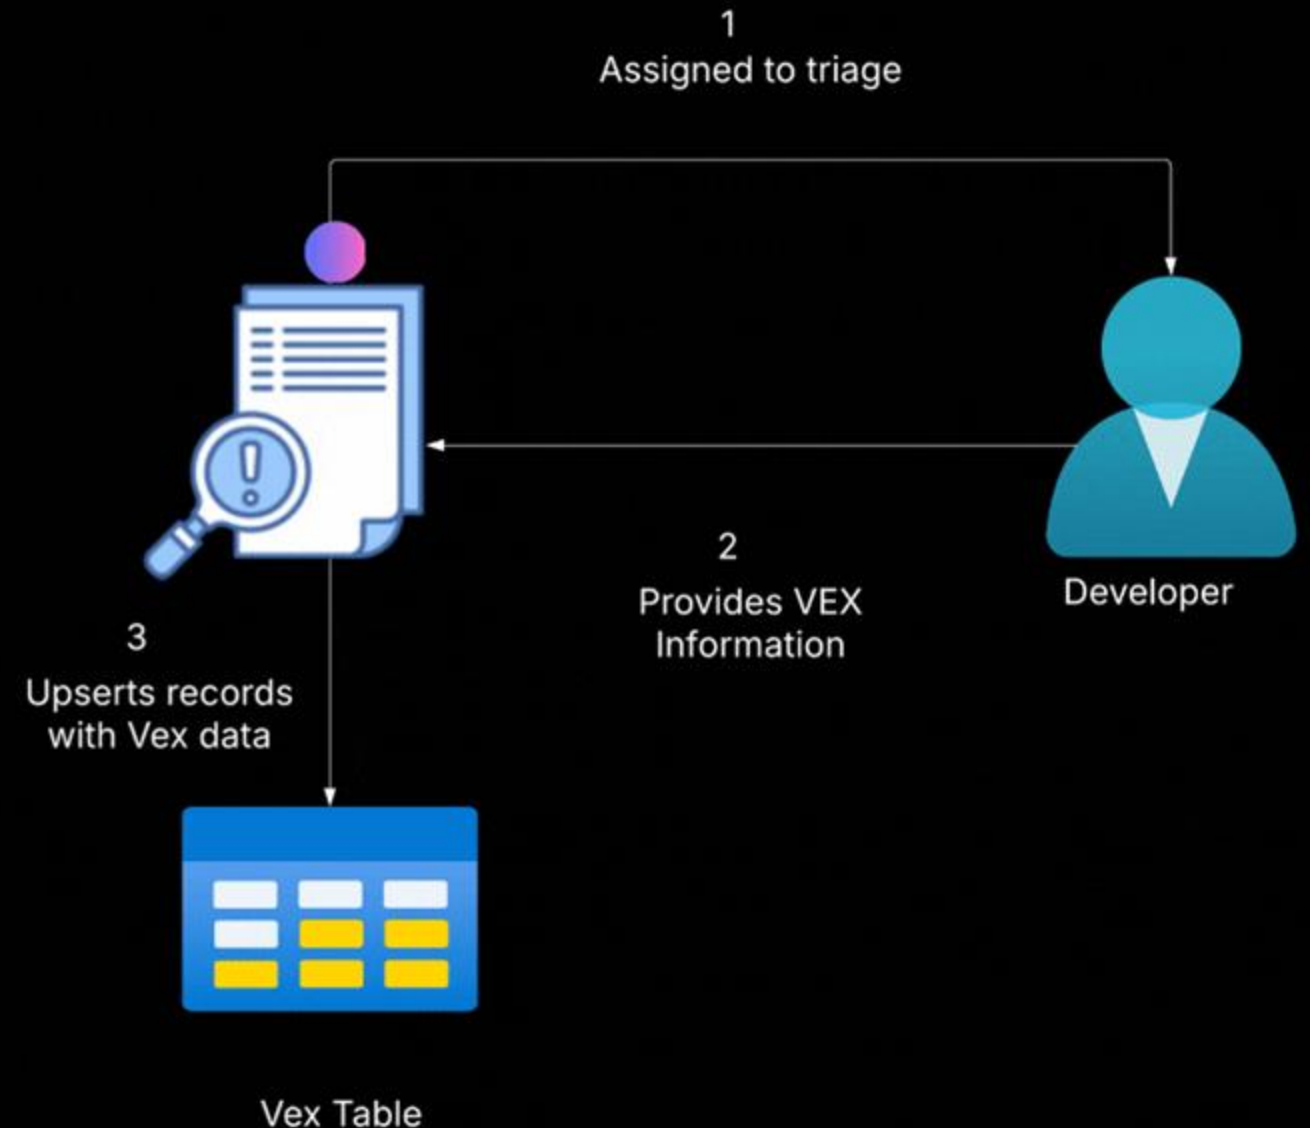 1
Assigned to triage
2
Provides VEX
Information
Developer
3
Upserts records
with Vex data
Vex Table